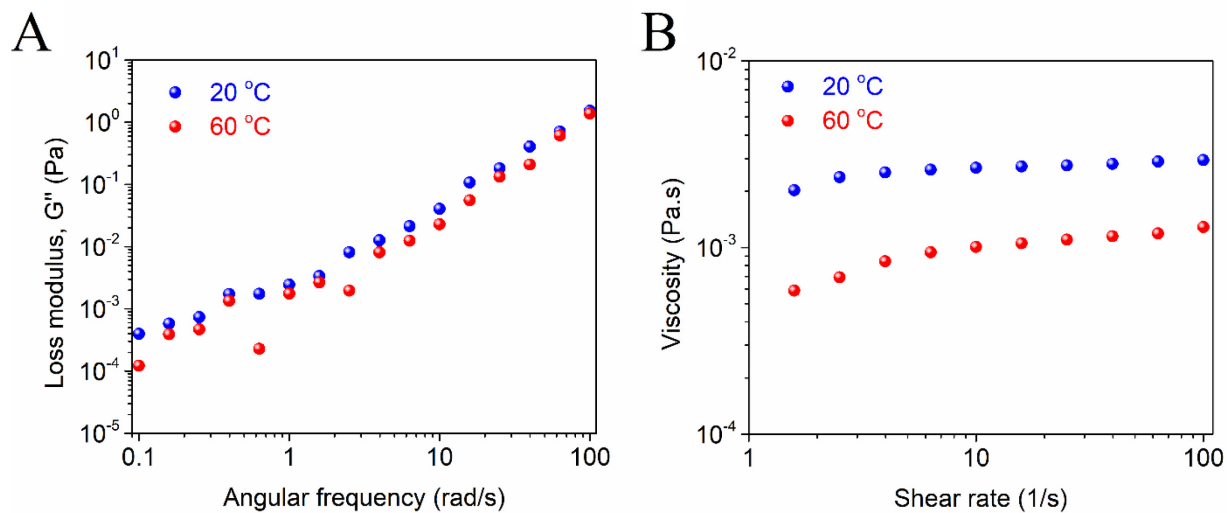 A
Loss modulus, G" (Pa)
10^1
10^0
10^-1
10^-2
10^-3
10^-4
10^-5
20 °C
60 °C
0.1 1 10 100
Angular frequency (rad/s)
B
Viscosity (Pa.s)
10^-2
10^-3
10^-4
20 °C
60 °C
1 10 100
Shear rate (1/s)